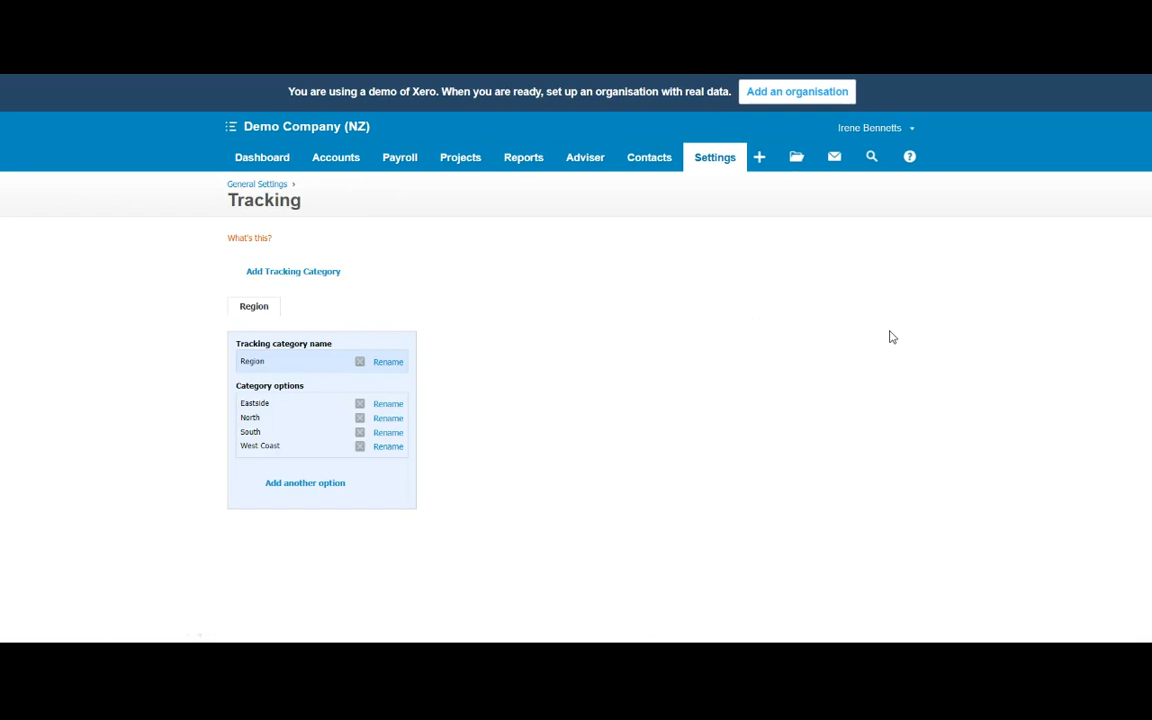 You are using a demo of Xero. When you are ready, set up an organisation with real data. Add an organisation
Demo Company (NZ)
Irene Bennetts
Dashboard Accounts Payroll Projects Reports Adviser Contacts Settings
General Settings ›
Tracking
What's this?
Add Tracking Category
Region
Tracking category name
Region Rename
Category options
Eastside Rename
North Rename
South Rename
West Coast Rename
Add another option